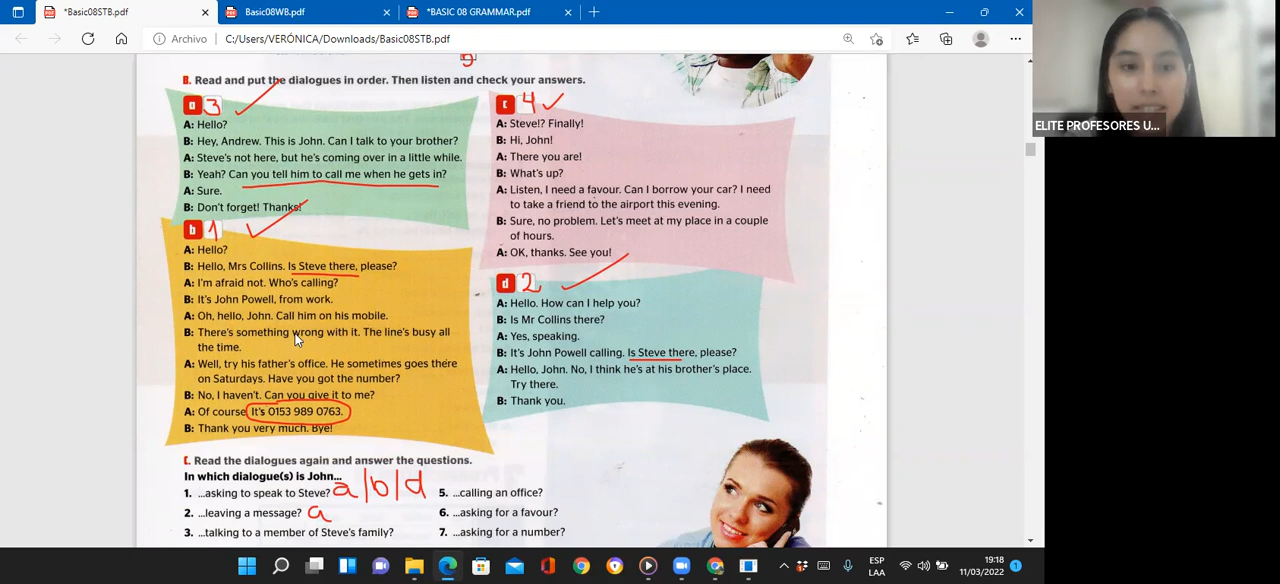 *Basic08STB.pdf
Basic08WB.pdf
*BASIC 08 GRAMMAR.pdf
Archivo | C:/Users/VERÓNICA/Downloads/Basic08STB.pdf
ELITE PROFESORES U...
B. Read and put the dialogues in order. Then listen and check your answers.
a 3
A: Hello?
B: Hey, Andrew. This is John. Can I talk to your brother?
A: Steve's not here, but he's coming over in a little while.
B: Yeah? Can you tell him to call me when he gets in?
A: Sure.
B: Don't forget! Thanks!
b 1
A: Hello?
B: Hello, Mrs Collins. Is Steve there, please?
A: I'm afraid not. Who's calling?
B: It's John Powell, from work.
A: Oh, hello, John. Call him on his mobile.
B: There's something wrong with it. The line's busy all
the time.
A: Well, try his father's office. He sometimes goes there
on Saturdays. Have you got the number?
B: No, I haven't. Can you give it to me?
A: Of course. It's 0153 989 0763.
B: Thank you very much. Bye!
c 4
A: Steve!? Finally!
B: Hi, John!
A: There you are!
B: What's up?
A: Listen, I need a favour. Can I borrow your car? I need
to take a friend to the airport this evening.
B: Sure, no problem. Let's meet at my place in a couple
of hours.
A: OK, thanks. See you!
d 2
A: Hello. How can I help you?
B: Is Mr Collins there?
A: Yes, speaking.
B: It's John Powell calling. Is Steve there, please?
A: Hello, John. No, I think he's at his brother's place.
Try there.
B: Thank you.
C. Read the dialogues again and answer the questions.
In which dialogue(s) is John...
1. ...asking to speak to Steve? a/b/d
2. ...leaving a message? a
3. ...talking to a member of Steve's family?
5. ...calling an office?
6. ...asking for a favour?
7. ...asking for a number?
ESP
LAA
19:18
11/03/2022
1